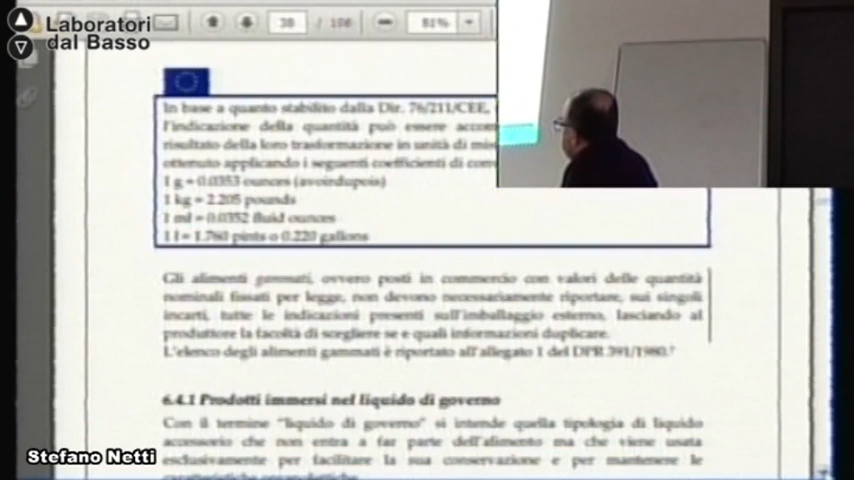 Laboratori
dal Basso
38 / 106
81%
In base a quanto stabilito dalla Dir. 76/211/CEE,
l'indicazione della quantità può essere
risultato della loro trasformazione in unità di
ottenuto applicando i seguenti coefficienti di
1 g = 0.0353 ounces (avoirdupois)
1 kg = 2.205 pounds
1 ml = 0.0352 fluid ounces
1 l = 1.760 pints o 0.220 gallons
Gli alimenti gammati, ovvero posti in commercio con valori delle quantità
nominali fissati per legge, non devono necessariamente riportare, sui singoli
incarti, tutte le indicazioni presenti sull'imballaggio esterno, lasciando al
produttore la facoltà di scegliere se e quali informazioni duplicare.
L'elenco degli alimenti gammati è riportato all'allegato 1 del DPR 391/1980.7
6.4.1 Prodotti immersi nel liquido di governo
Con il termine "liquido di governo" si intende quella tipologia di liquido
accessorio che non entra a far parte dell'alimento ma che viene usata
esclusivamente per facilitare la sua conservazione e per mantenere le
caratteristiche organolettiche
Stefano Netti